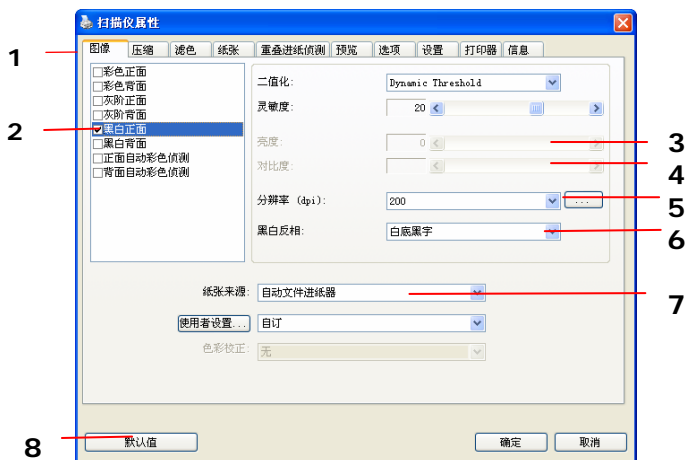 扫描仪属性
图像 压缩 滤色 纸张 重叠进纸侦测 预览 选项 设置 打印器 信息
1
彩色正面
彩色背面
灰阶正面
灰阶背面
黑白正面
黑白背面
正面自动彩色侦测
背面自动彩色侦测
2
二值化: Dynamic Threshold
灵敏度: 20
亮度: 0
3
对比度:
4
分辨率 (dpi): 200 ...
5
黑白反相: 白底黑字
6
纸张来源: 自动文件进纸器
7
使用者设置... 自订
色彩校正: 无
8
默认值 确定 取消